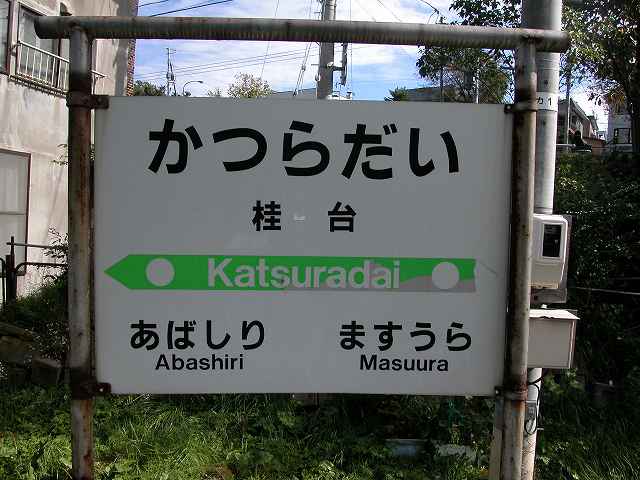 かつらだい
桂台
Katsuradai
あばしり ますうら
Abashiri Masuura